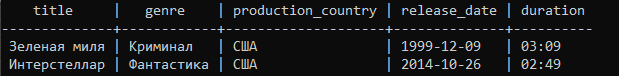 title | genre | production_country | release_date | duration
Зеленая миля | Криминал | США | 1999-12-09 | 03:09
Интерстеллар | Фантастика | США | 2014-10-26 | 02:49